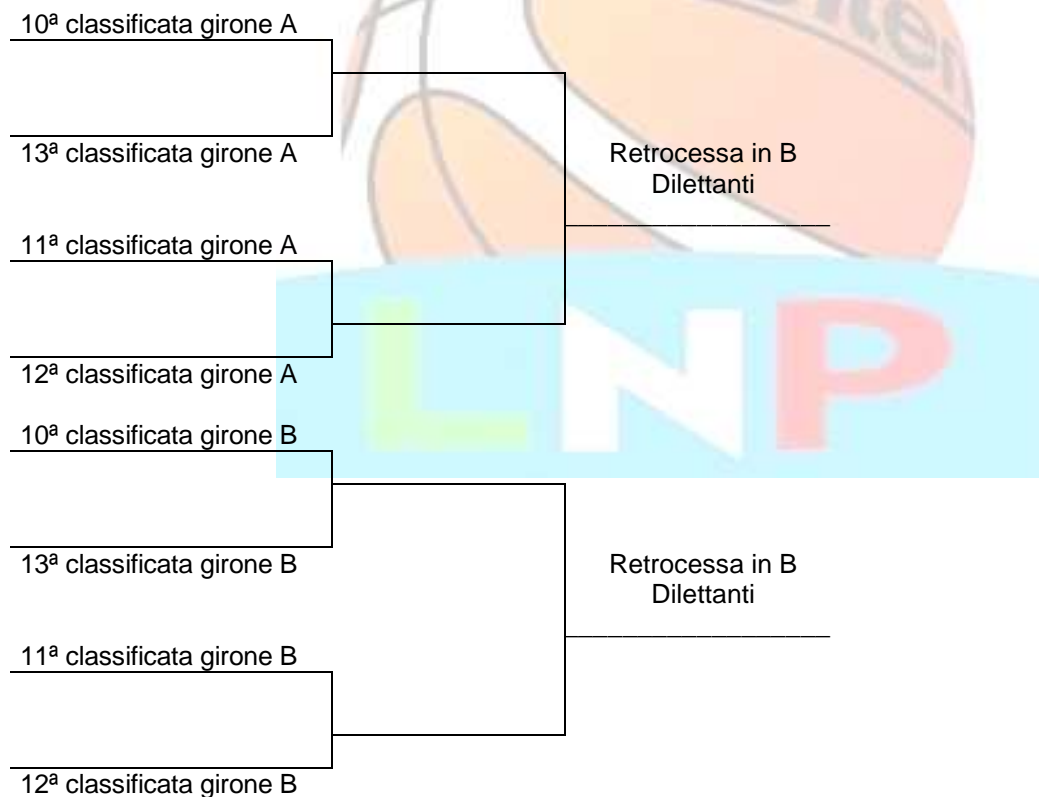 10ª classificata girone A
13ª classificata girone A
Retrocessa in B
Dilettanti
11ª classificata girone A
12ª classificata girone A
LNP
10ª classificata girone B
13ª classificata girone B
Retrocessa in B
Dilettanti
11ª classificata girone B
12ª classificata girone B